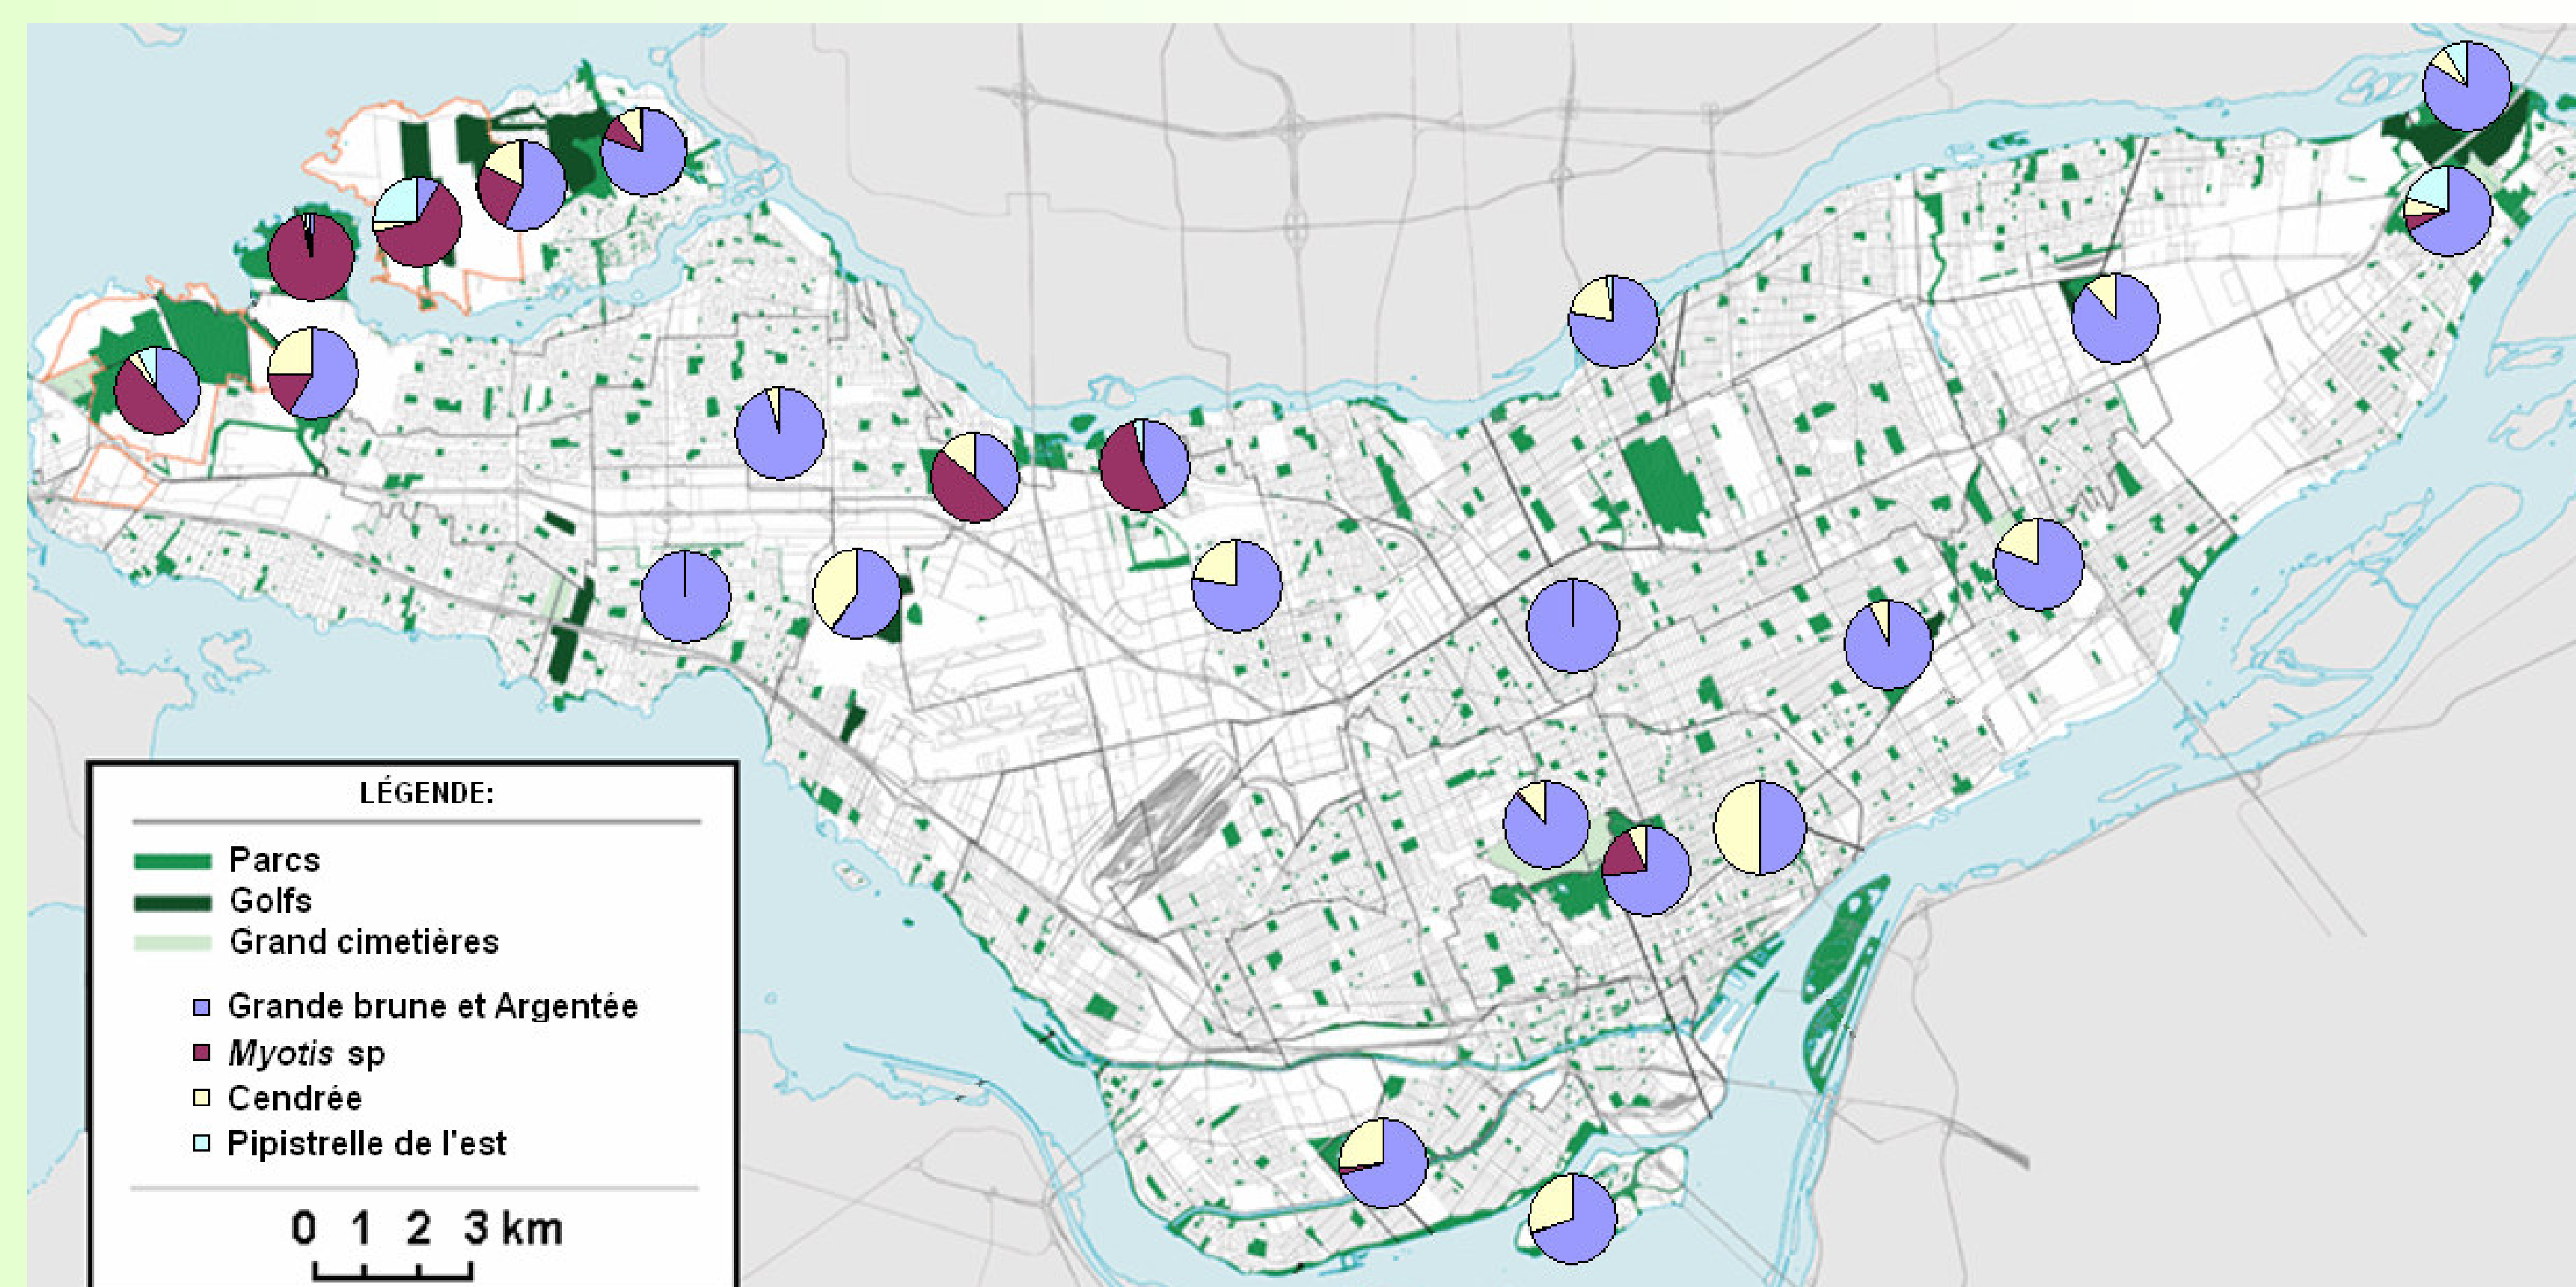 LÉGENDE:
Parcs
Golfs
Grand cimetières
Grande brune et Argentée
Myotis sp
Cendrée
Pipistrelle de l'est
0 1 2 3 km